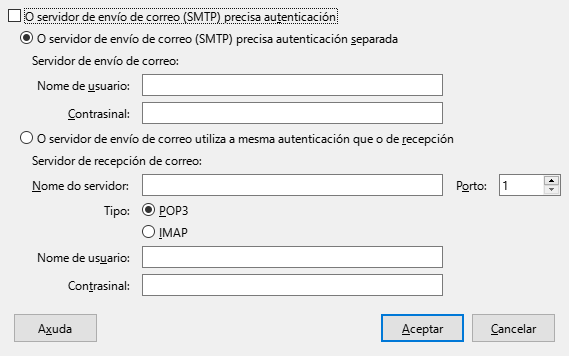 O servidor de envío de correo (SMTP) precisa autenticación
O servidor de envío de correo (SMTP) precisa autenticación separada
Servidor de envío de correo:
Nome de usuario:
Contrasinal:
O servidor de envío de correo utiliza a mesma autenticación que o de recepción
Servidor de recepción de correo:
Nome do servidor: Porto: 1
Tipo: POP3
IMAP
Nome de usuario:
Contrasinal:
Axuda Aceptar Cancelar